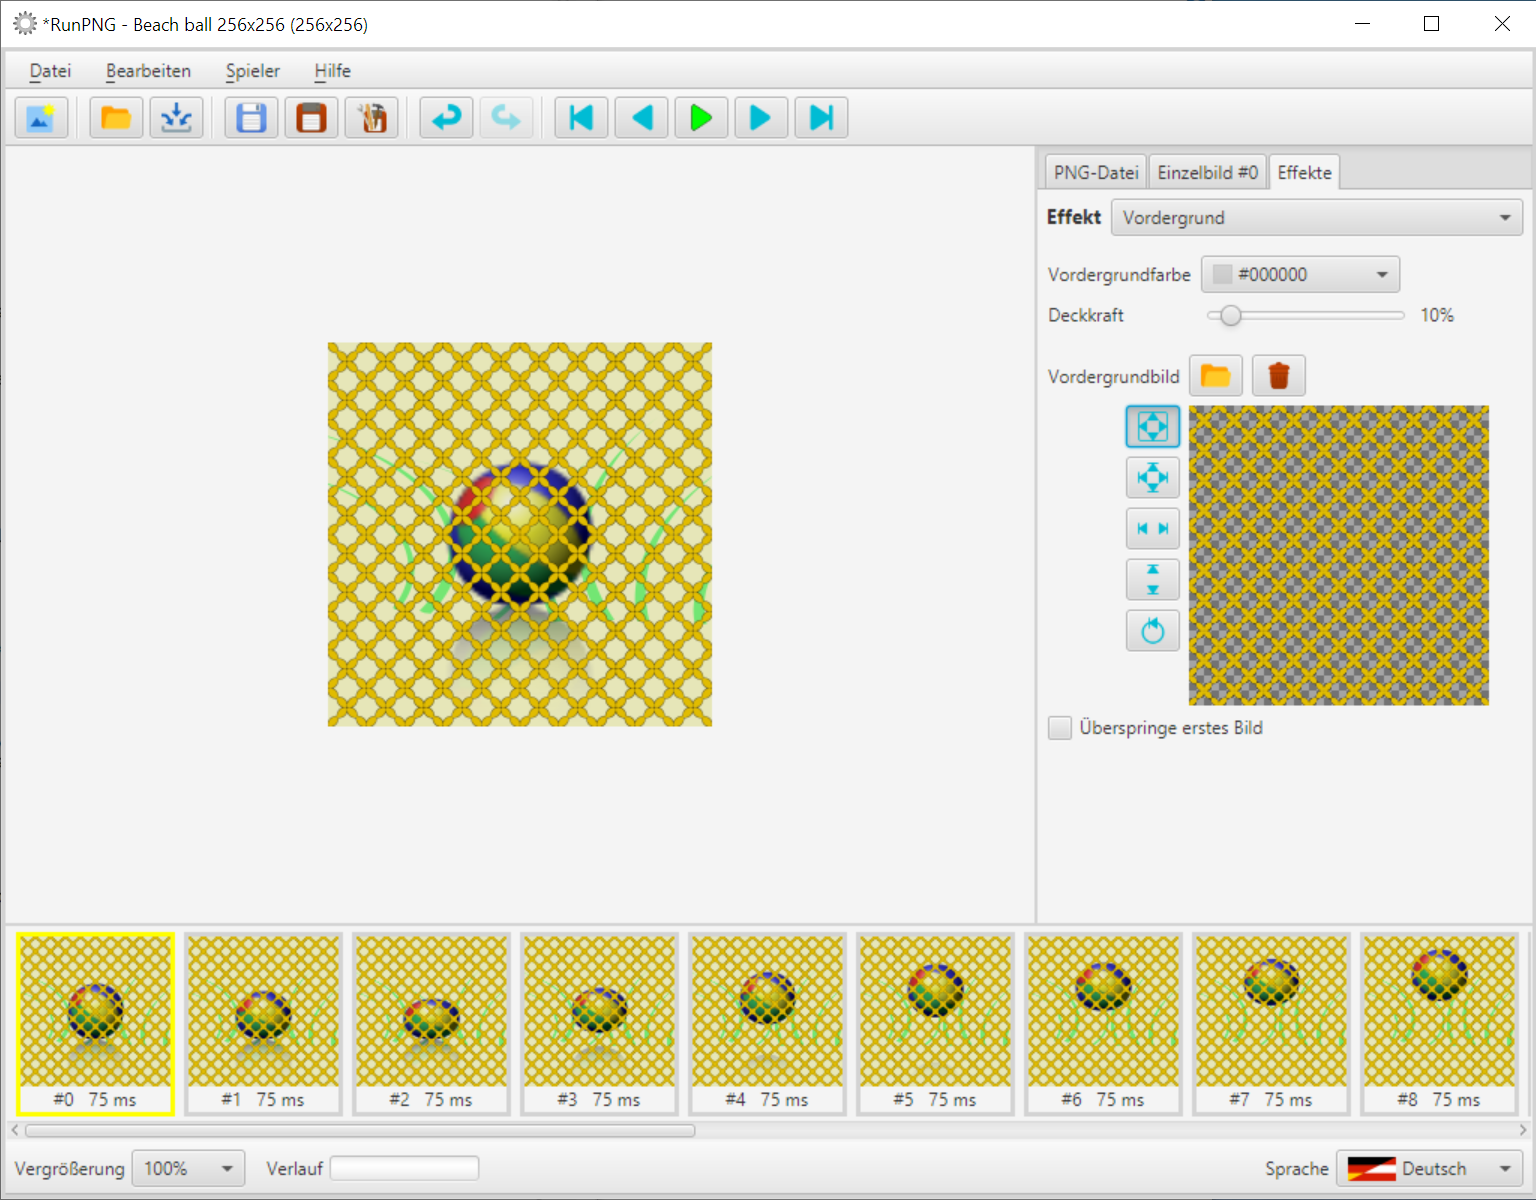 *RunPNG - Beach ball 256x256 (256x256)
Datei Bearbeiten Spieler Hilfe
PNG-Datei Einzelbild #0 Effekte
Effekt Vordergrund
Vordergrundfarbe #000000
Deckkraft 10%
Vordergrundbild
Überspringe erstes Bild
#0 75 ms #1 75 ms #2 75 ms #3 75 ms #4 75 ms #5 75 ms #6 75 ms #7 75 ms #8 75 ms
Vergrößerung 100% Verlauf Sprache Deutsch